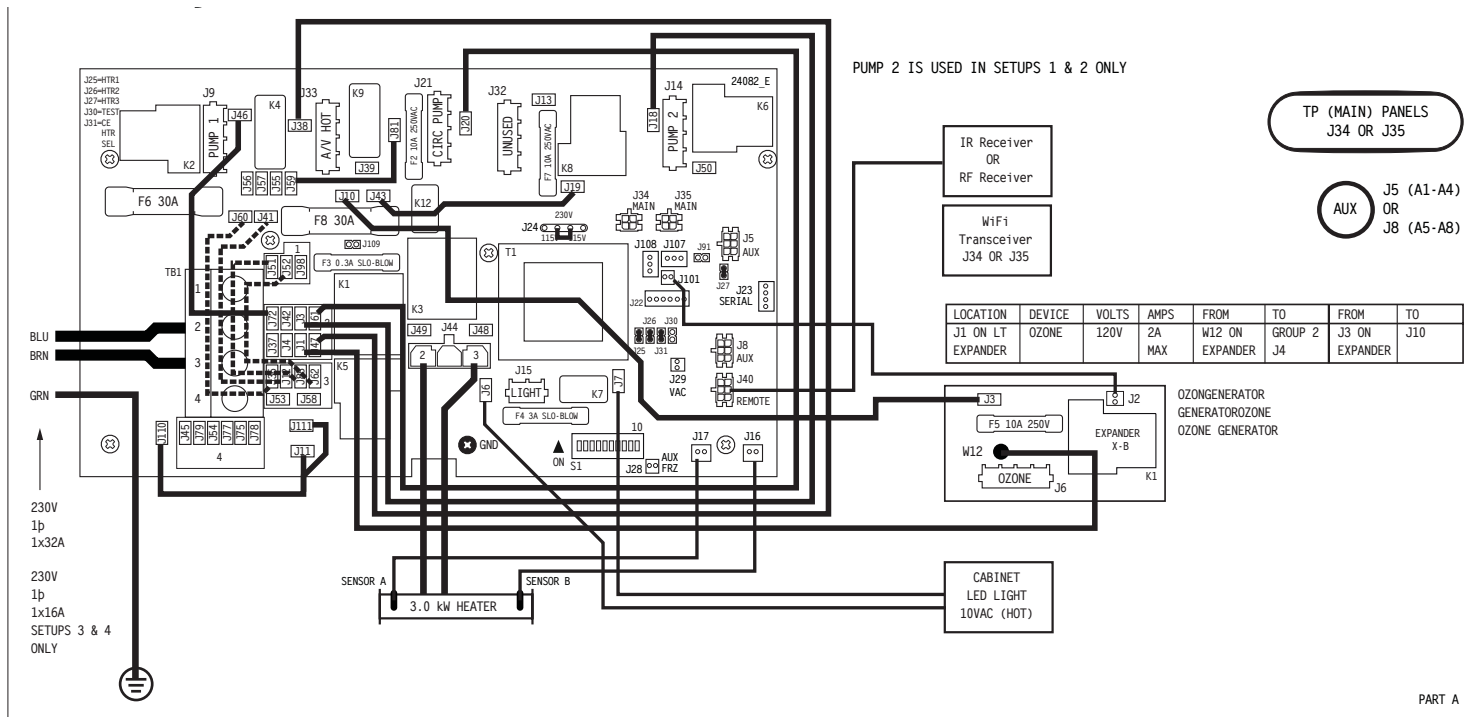 PUMP 2 IS USED IN SETUPS 1 & 2 ONLY
24082_E
J25=HTR1
J26=HTR2
J27=HTR3
J30=TEST
J31=CE
HTR
SEL
J9
PUMP 1
K2
J46
K4
J38
J33
A/V HOT
K9
J39
J81
F2 10A 250VAC
J21
CIRC PUMP
J20
J32
UNUSED
J13
F7 10A 250VAC
K8
J19
J18
J14
PUMP 2
J50
K6
J56
J57
J55
J59
F6 30A
J60
J41
F8 30A
J10
J43
K12
J109
F3 0.3A SLO-BLOW
230V
J24
115V
115V
J34
MAIN
J35
MAIN
T1
J108
J107
J91
J5
AUX
J101
J27
J23
SERIAL
J22
J26
J30
J25
J31
J8
AUX
J29
VAC
J40
REMOTE
TB1
1
2
3
4
1
J51
J52
J98
J72
J42
J3
J61
J37
J4
J1
J47
J62
3
J53
J58
K1
K3
K5
J49
J44
J48
2
3
J15
LIGHT
K7
J6
J7
F4 3A SLO-BLOW
GND
ON
S1
10
J28
AUX
FRZ
J17
J16
J110
J45
J79
J54
J77
J75
J78
4
J111
J11
BLU
BRN
GRN
230V
1þ
1x32A
230V
1þ
1x16A
SETUPS 3 & 4
ONLY
SENSOR A
SENSOR B
3.0 kW HEATER
IR Receiver
OR
RF Receiver
WiFi
Transceiver
J34 OR J35
TP (MAIN) PANELS
J34 OR J35
AUX
J5 (A1-A4)
OR
J8 (A5-A8)
LOCATION DEVICE VOLTS AMPS FROM TO FROM TO
J1 ON LT OZONE 120V 2A W12 ON GROUP 2 J3 ON J10
EXPANDER MAX EXPANDER J4 EXPANDER
J3
J2
F5 10A 250V
EXPANDER
X-B
W12
OZONE
J6
K1
OZONGENERATOR
GENERATOROZONE
OZONE GENERATOR
CABINET
LED LIGHT
10VAC (HOT)
PART A